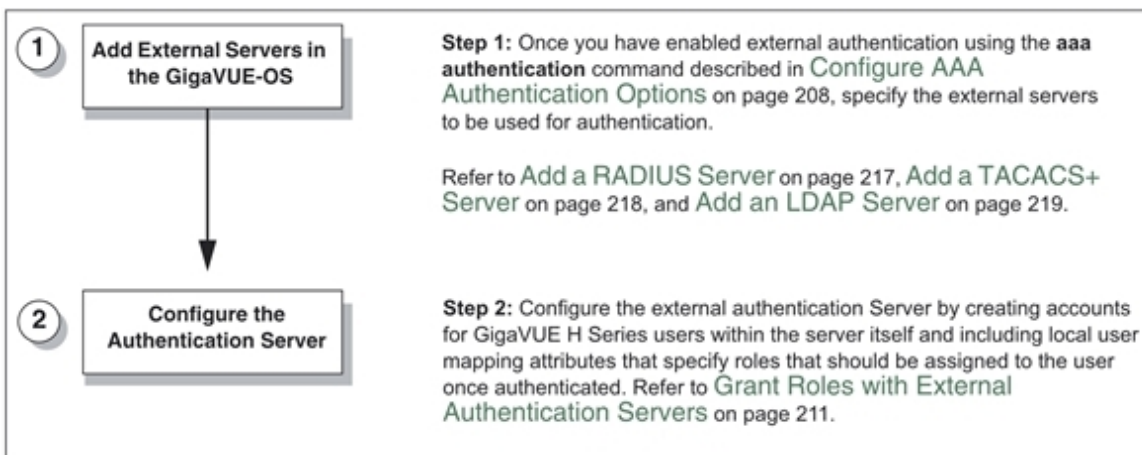 1
Add External Servers in
the GigaVUE-OS
Step 1: Once you have enabled external authentication using the aaa
authentication command described in Configure AAA
Authentication Options on page 208, specify the external servers
to be used for authentication.
Refer to Add a RADIUS Server on page 217, Add a TACACS+
Server on page 218, and Add an LDAP Server on page 219.
2
Configure the
Authentication Server
Step 2: Configure the external authentication Server by creating accounts
for GigaVUE H Series users within the server itself and including local user
mapping attributes that specify roles that should be assigned to the user
once authenticated. Refer to Grant Roles with External
Authentication Servers on page 211.